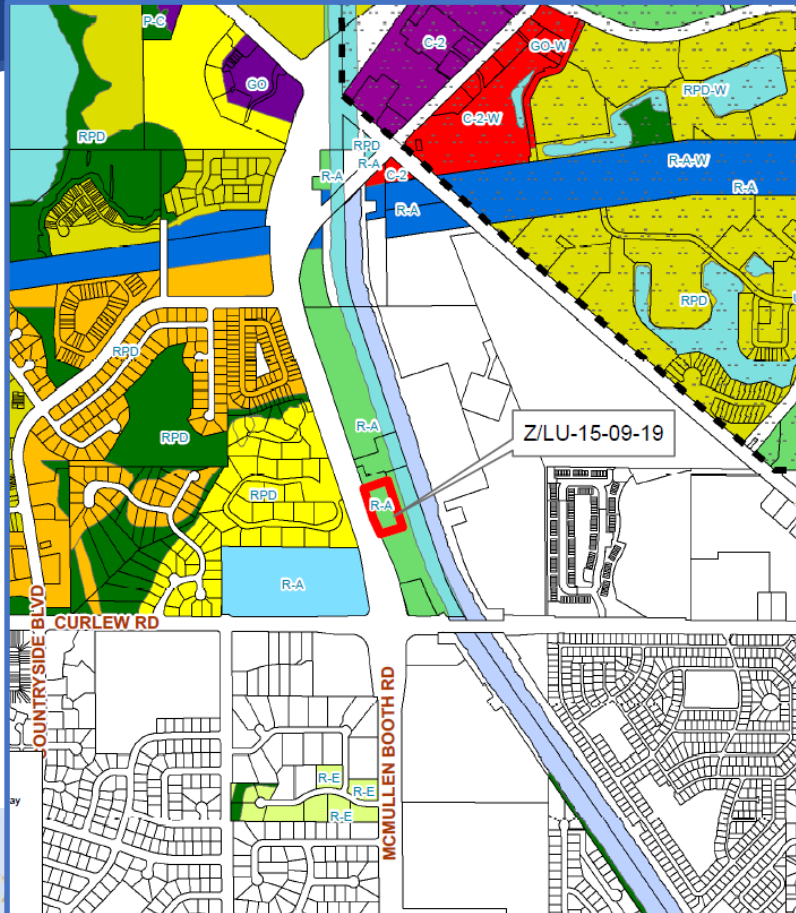 P-C
C-2
GO-W
GO
C-2-W
RPD-W
RPD
RPD
R-A
R-A
C-2
R-A-W
R-A
R-A
RPD
RPD
R-A
RPD
Z/LU-15-09-19
RPD
R-A
R-A
CURLEW RD
COUNTRYSIDE BLVD
MCMULLEN BOOTH RD
R-E
R-E
R-E
ay